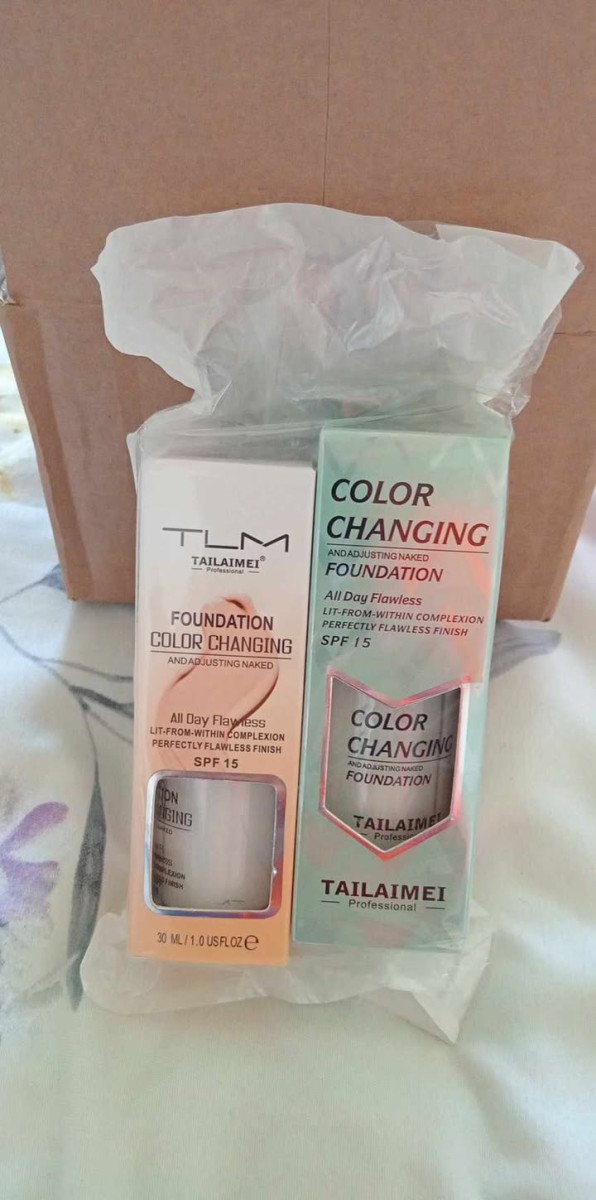 TLM
TAILAIMEI®
Professional
FOUNDATION
COLOR CHANGING
AND ADJUSTING NAKED
All Day Flawless
LIT-FROM-WITHIN COMPLEXION
PERFECTLY FLAWLESS FINISH
SPF 15
30 ML / 1.0 US FL OZ ℮
COLOR
CHANGING
AND ADJUSTING NAKED
FOUNDATION
All Day Flawless
LIT-FROM-WITHIN COMPLEXION
PERFECTLY FLAWLESS FINISH
SPF 15
COLOR
CHANGING
AND ADJUSTING NAKED
FOUNDATION
TAILAIMEI
TAILAIMEI
Professional